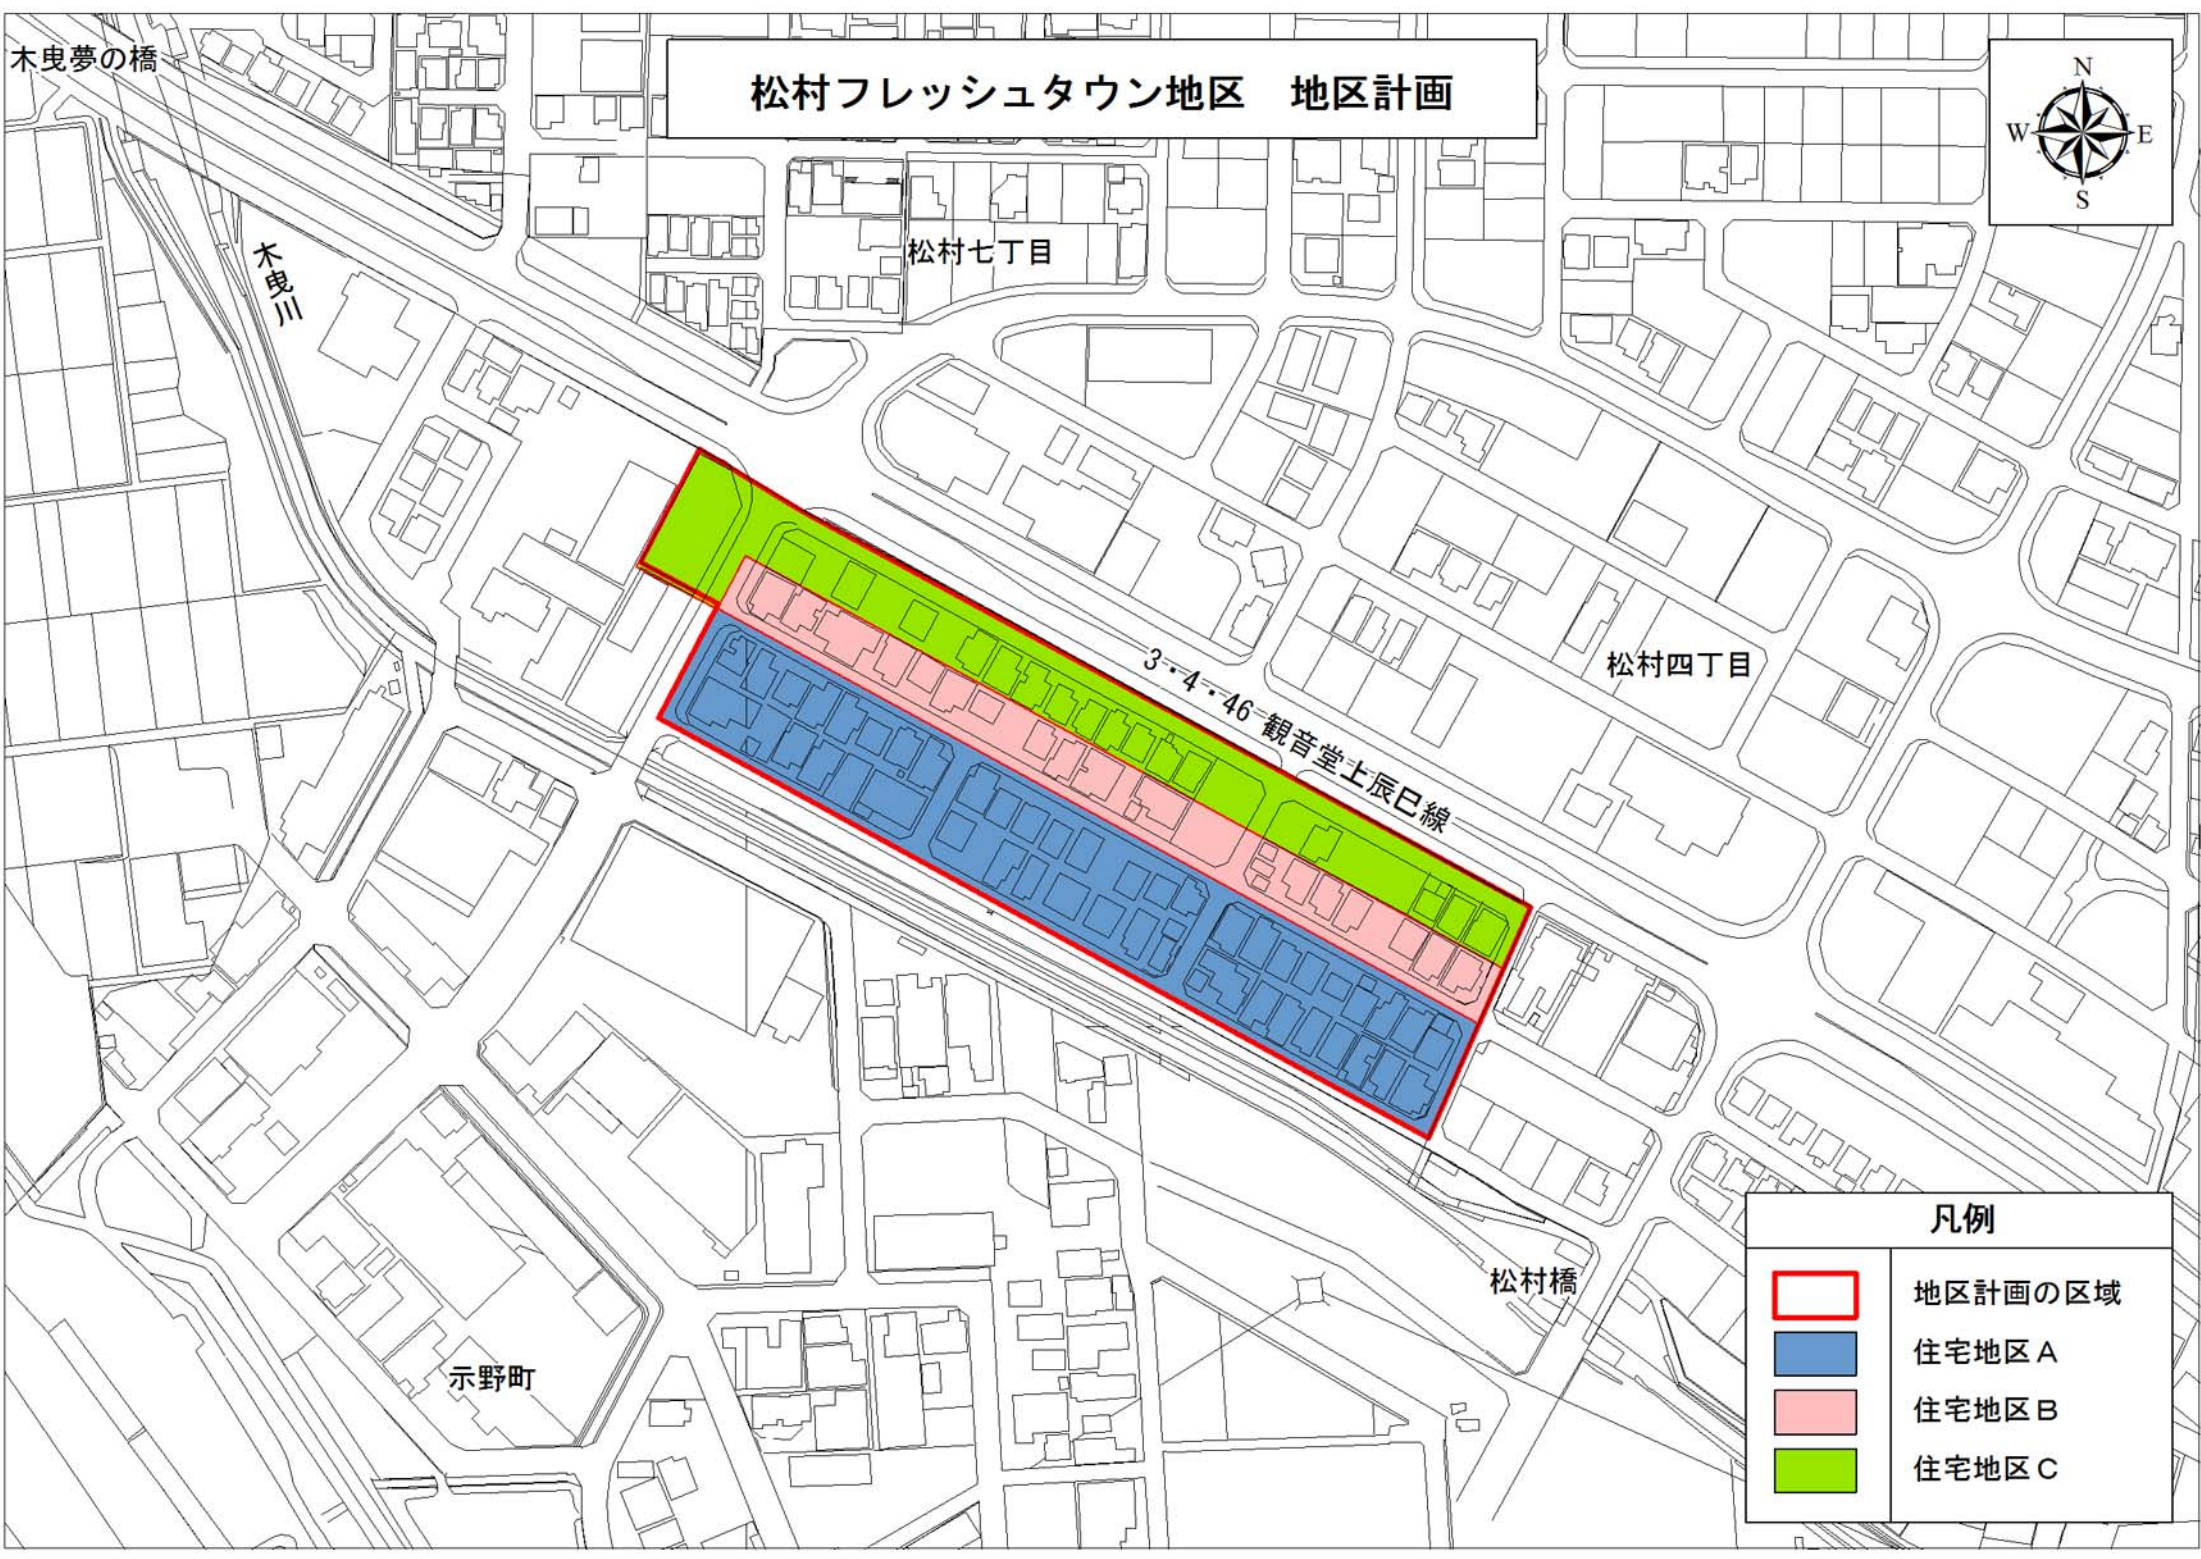 木曳夢の橋
松村フレッシュタウン地区　地区計画
N
W
E
S
木曳川
松村七丁目
松村四丁目
3・4・46 観音堂上辰巳線
松村橋
示野町
凡例
地区計画の区域
住宅地区A
住宅地区B
住宅地区C